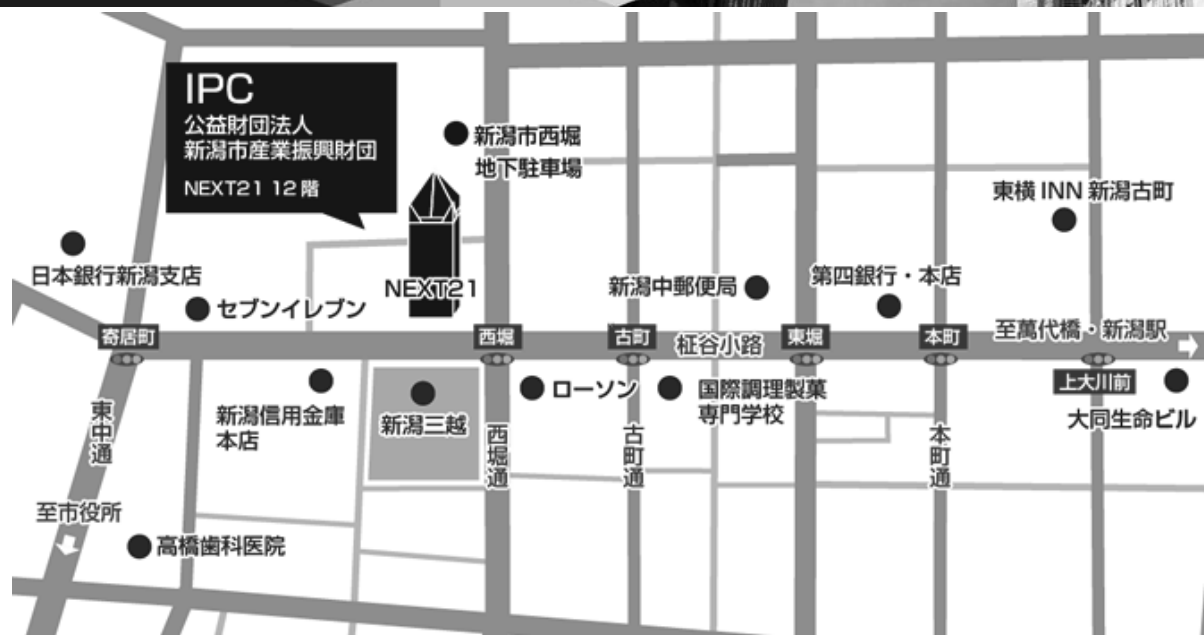 IPC
公益財団法人
新潟市産業振興財団
NEXT21 12階
新潟市西堀
地下駐車場
東横 INN 新潟古町
日本銀行新潟支店
セブンイレブン
NEXT21
新潟中郵便局
第四銀行・本店
寄居町
西堀
古町
柾谷小路
東堀
本町
至萬代橋・新潟駅
上大川前
東中通
新潟信用金庫
本店
新潟三越
西堀通
ローソン
古町通
国際調理製菓
専門学校
本町通
大同生命ビル
至市役所
高橋歯科医院